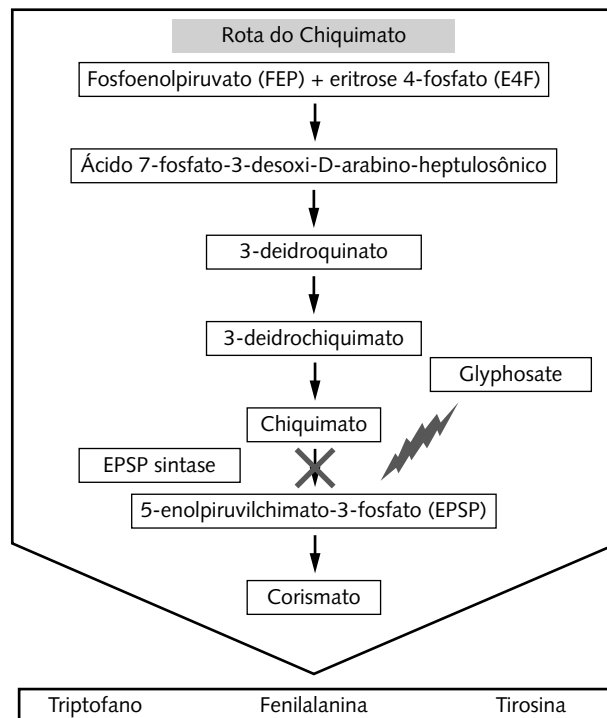 Rota do Chiquimato
Fosfoenolpiruvato (FEP) + eritrose 4-fosfato (E4F)
Ácido 7-fosfato-3-desoxi-D-arabino-heptulosônico
3-deidroquinato
3-deidrochiquimato
Glyphosate
Chiquimato
EPSP sintase
5-enolpiruvilchimato-3-fosfato (EPSP)
Corismato
Triptofano Fenilalanina Tirosina